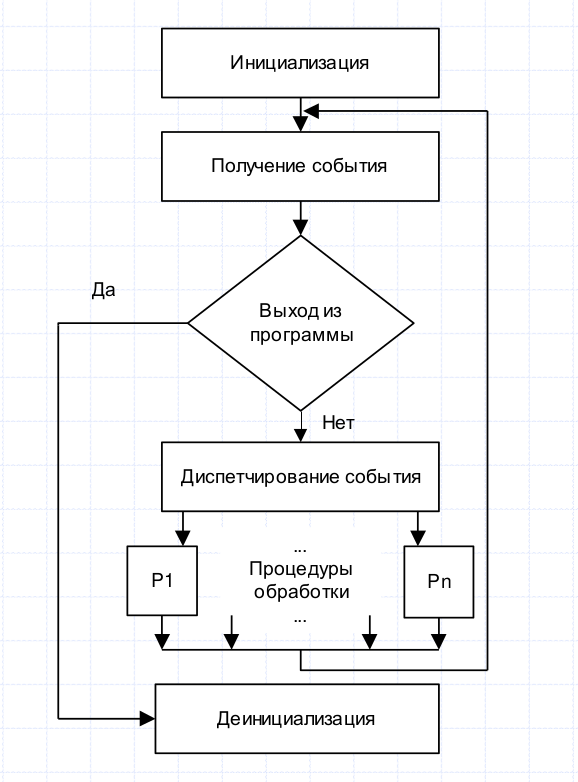 Инициализация
Получение события
Да
Выход из
программы
Нет
Диспетчирование события
P1
...
Процедуры
обработки
...
Pn
Деинициализация